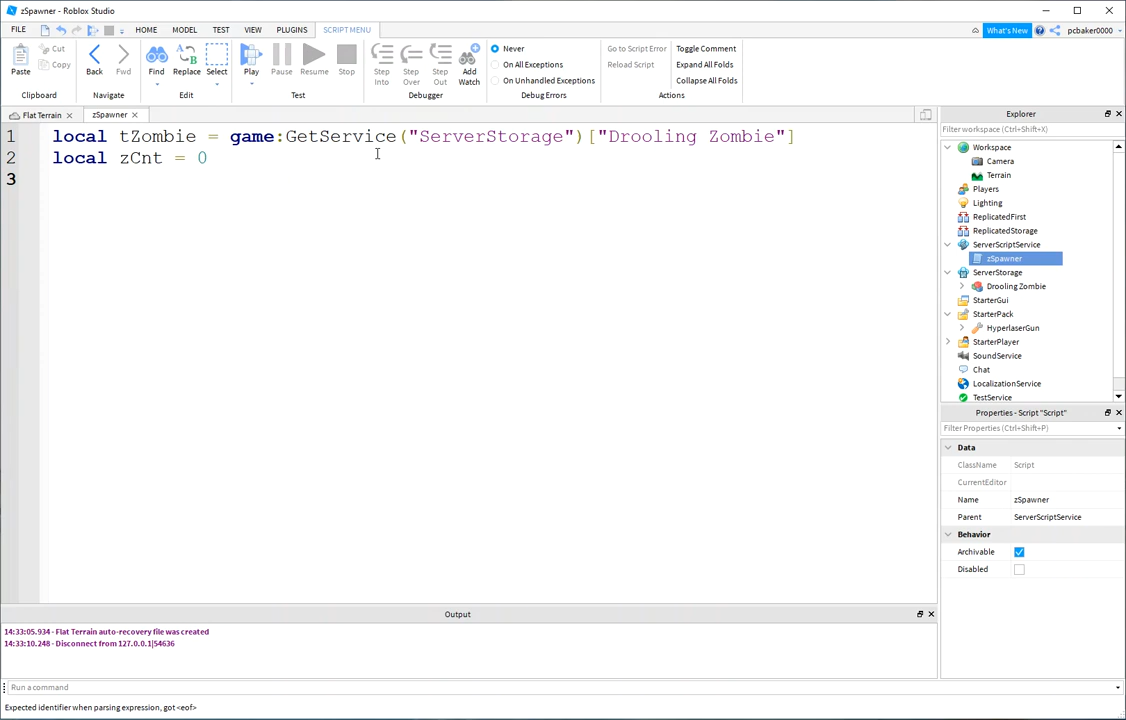 zSpawner - Roblox Studio
FILE HOME MODEL TEST VIEW PLUGINS SCRIPT MENU What's New pcbaker0000
Paste Cut Copy Back Fwd Find Replace Select Play Pause Resume Stop Step Into Step Over Step Out Add Watch
Never
On All Exceptions
On Unhandled Exceptions
Go to Script Error
Reload Script
Toggle Comment
Expand All Folds
Collapse All Folds
Clipboard Navigate Edit Test Debugger Debug Errors Actions
Flat Terrain zSpawner
1 local tZombie = game:GetService("ServerStorage")["Drooling Zombie"]
2 local zCnt = 0
3
Explorer
Filter workspace (Ctrl+Shift+X)
Workspace
Camera
Terrain
Players
Lighting
ReplicatedFirst
ReplicatedStorage
ServerScriptService
zSpawner
ServerStorage
Drooling Zombie
StarterGui
StarterPack
HyperlaserGun
StarterPlayer
SoundService
Chat
LocalizationService
TestService
Properties - Script "Script"
Filter Properties (Ctrl+Shift+P)
Data
ClassName Script
CurrentEditor
Name zSpawner
Parent ServerScriptService
Behavior
Archivable
Disabled
Output
14:33:05.934 - Flat Terrain auto-recovery file was created
14:33:10.248 - Disconnect from 127.0.0.1|54636
Run a command
Expected identifier when parsing expression, got <eof>